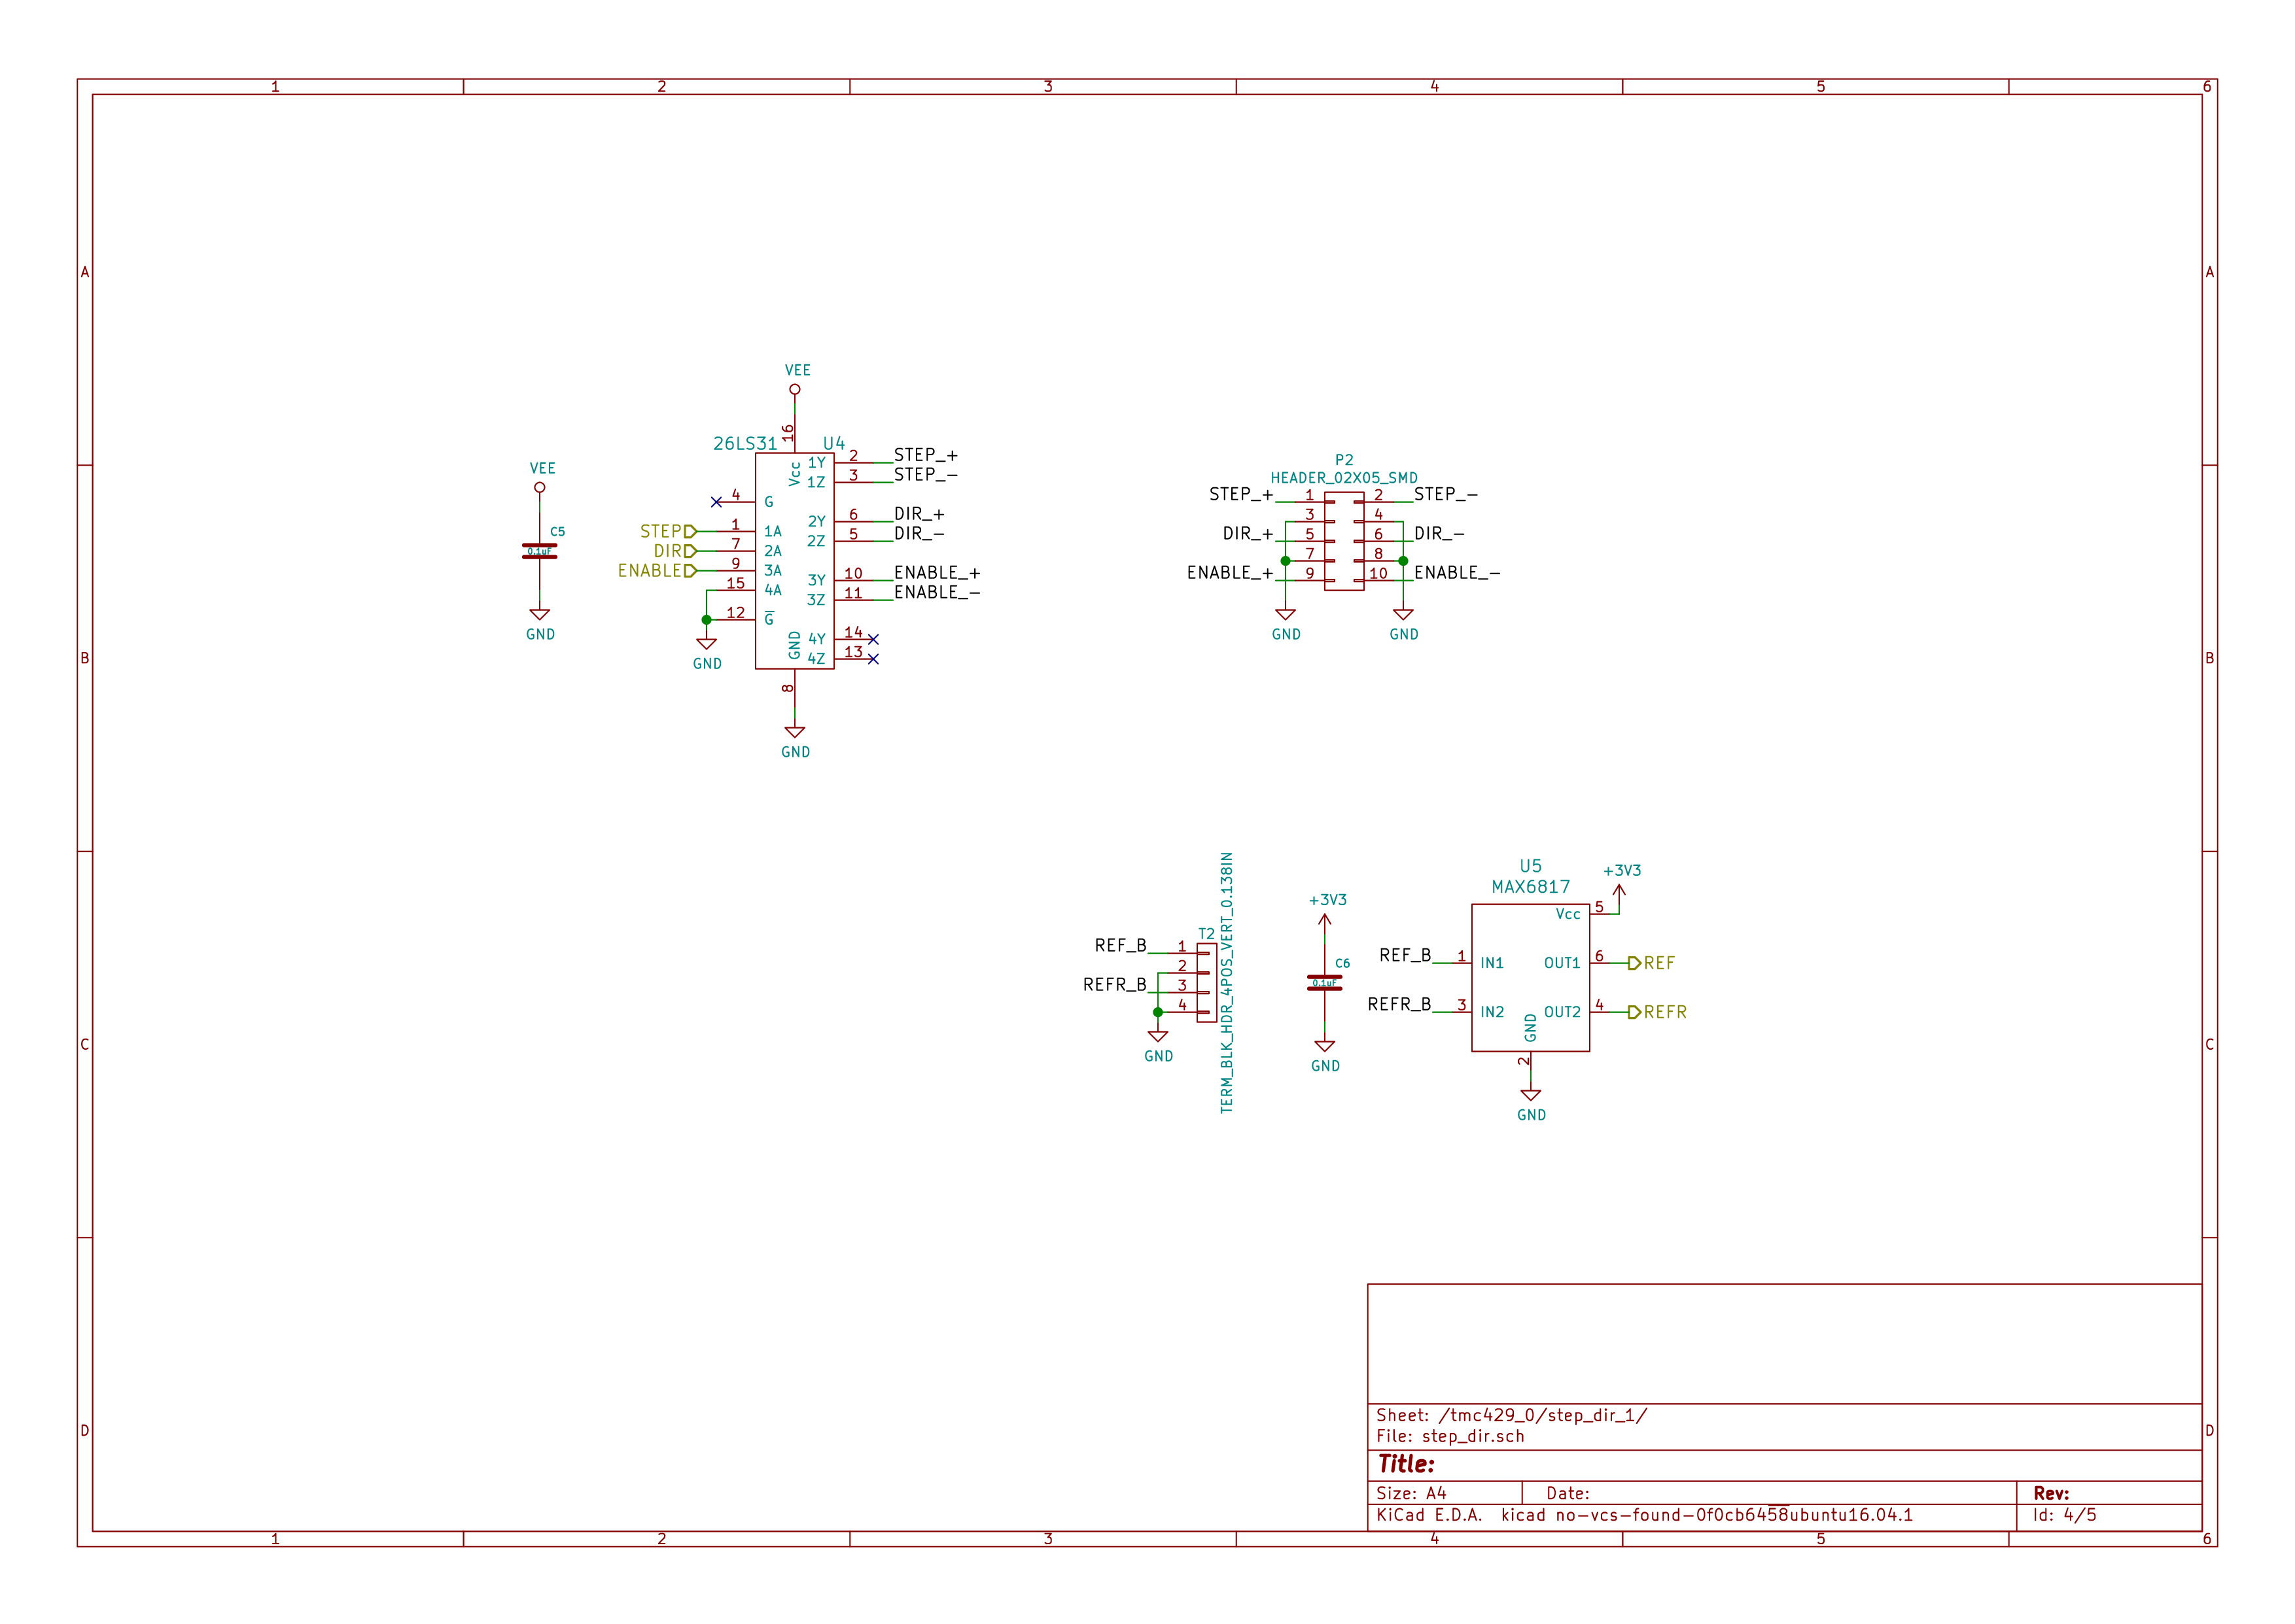 1 2 3 4 5 6
A A
B B
C C
D D
VEE
16
26LS31 U4
Vcc
GND
8
GND
4 G
STEP 1 1A
DIR 7 2A
ENABLE 9 3A
15 4A
12 G
GND
1Y 2 STEP_+
1Z 3 STEP_-
2Y 6 DIR_+
2Z 5 DIR_-
3Y 10 ENABLE_+
3Z 11 ENABLE_-
4Y 14
4Z 13
VEE
C5
0.1uF
GND
P2
HEADER_02X05_SMD
STEP_+ 1 2 STEP_-
3 4
DIR_+ 5 6 DIR_-
7 8
ENABLE_+ 9 10 ENABLE_-
GND GND
T2
TERM_BLK_HDR_4POS_VERT_0.138IN
REF_B 1
2
REFR_B 3
4
GND
+3V3
C6
0.1uF
GND
U5
MAX6817
+3V3
Vcc 5
REF_B 1 IN1 OUT1 6 REF
REFR_B 3 IN2 OUT2 4 REFR
GND
2
GND
Sheet: /tmc429_0/step_dir_1/
File: step_dir.sch
Title:
Size: A4 Date: Rev:
KiCad E.D.A. kicad no-vcs-found-0f0cb6458ubuntu16.04.1 Id: 4/5
1 2 3 4 5 6